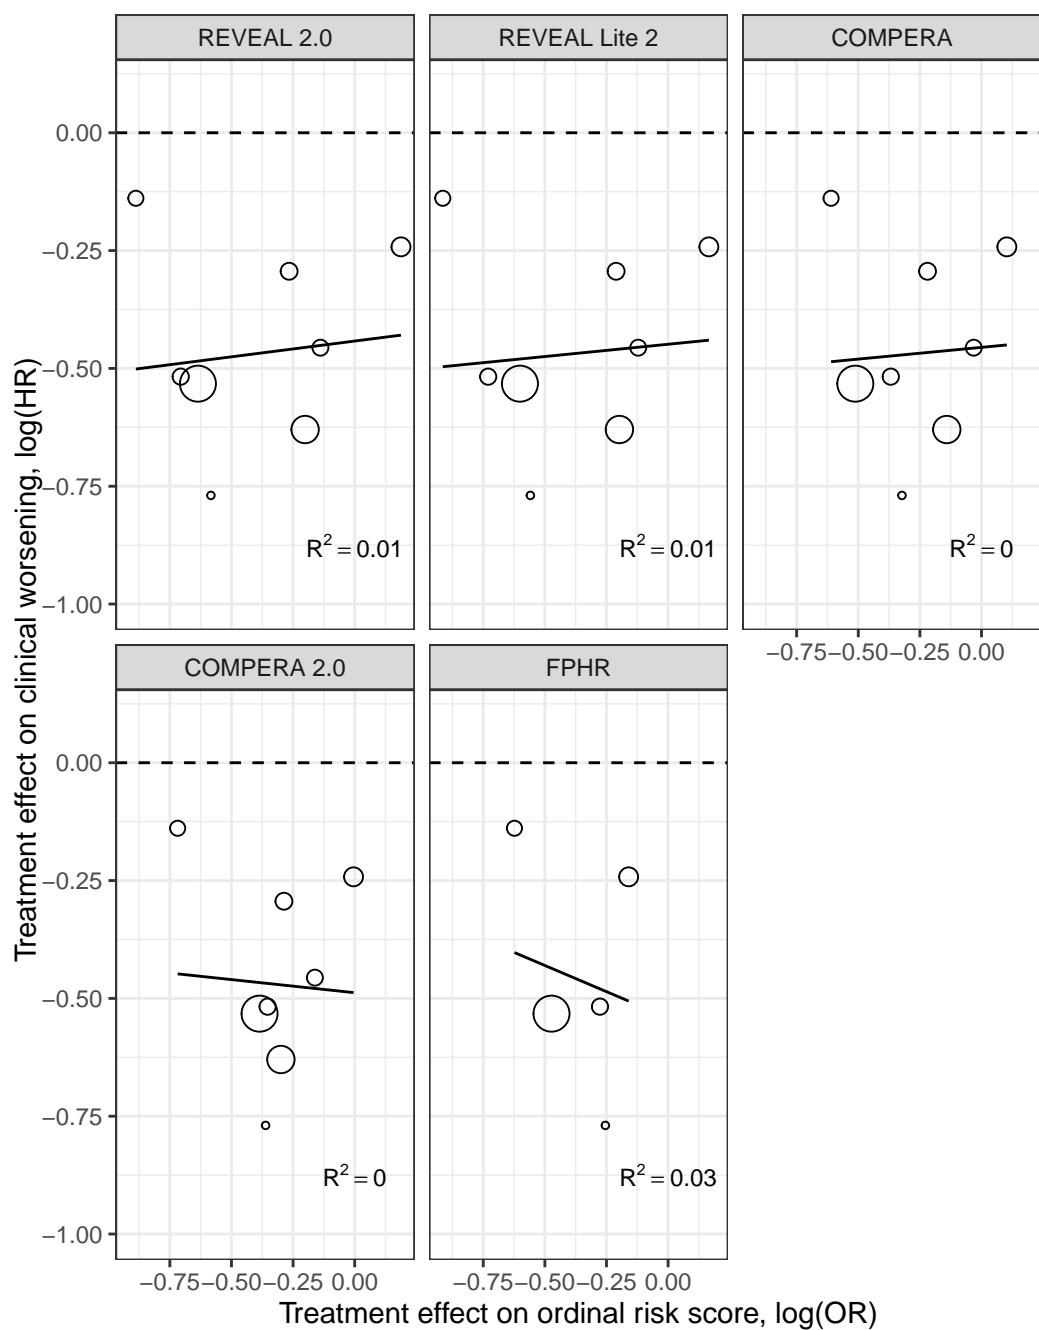 REVEAL 2.0
REVEAL Lite 2
COMPERA
0.00
−0.25
−0.50
−0.75
−1.00
R² = 0.01
R² = 0.01
R² = 0
−0.75 −0.50 −0.25 0.00
COMPERA 2.0
FPHR
0.00
−0.25
−0.50
−0.75
−1.00
R² = 0
R² = 0.03
−0.75 −0.50 −0.25 0.00
−0.75 −0.50 −0.25 0.00
Treatment effect on clinical worsening, log(HR)
Treatment effect on ordinal risk score, log(OR)